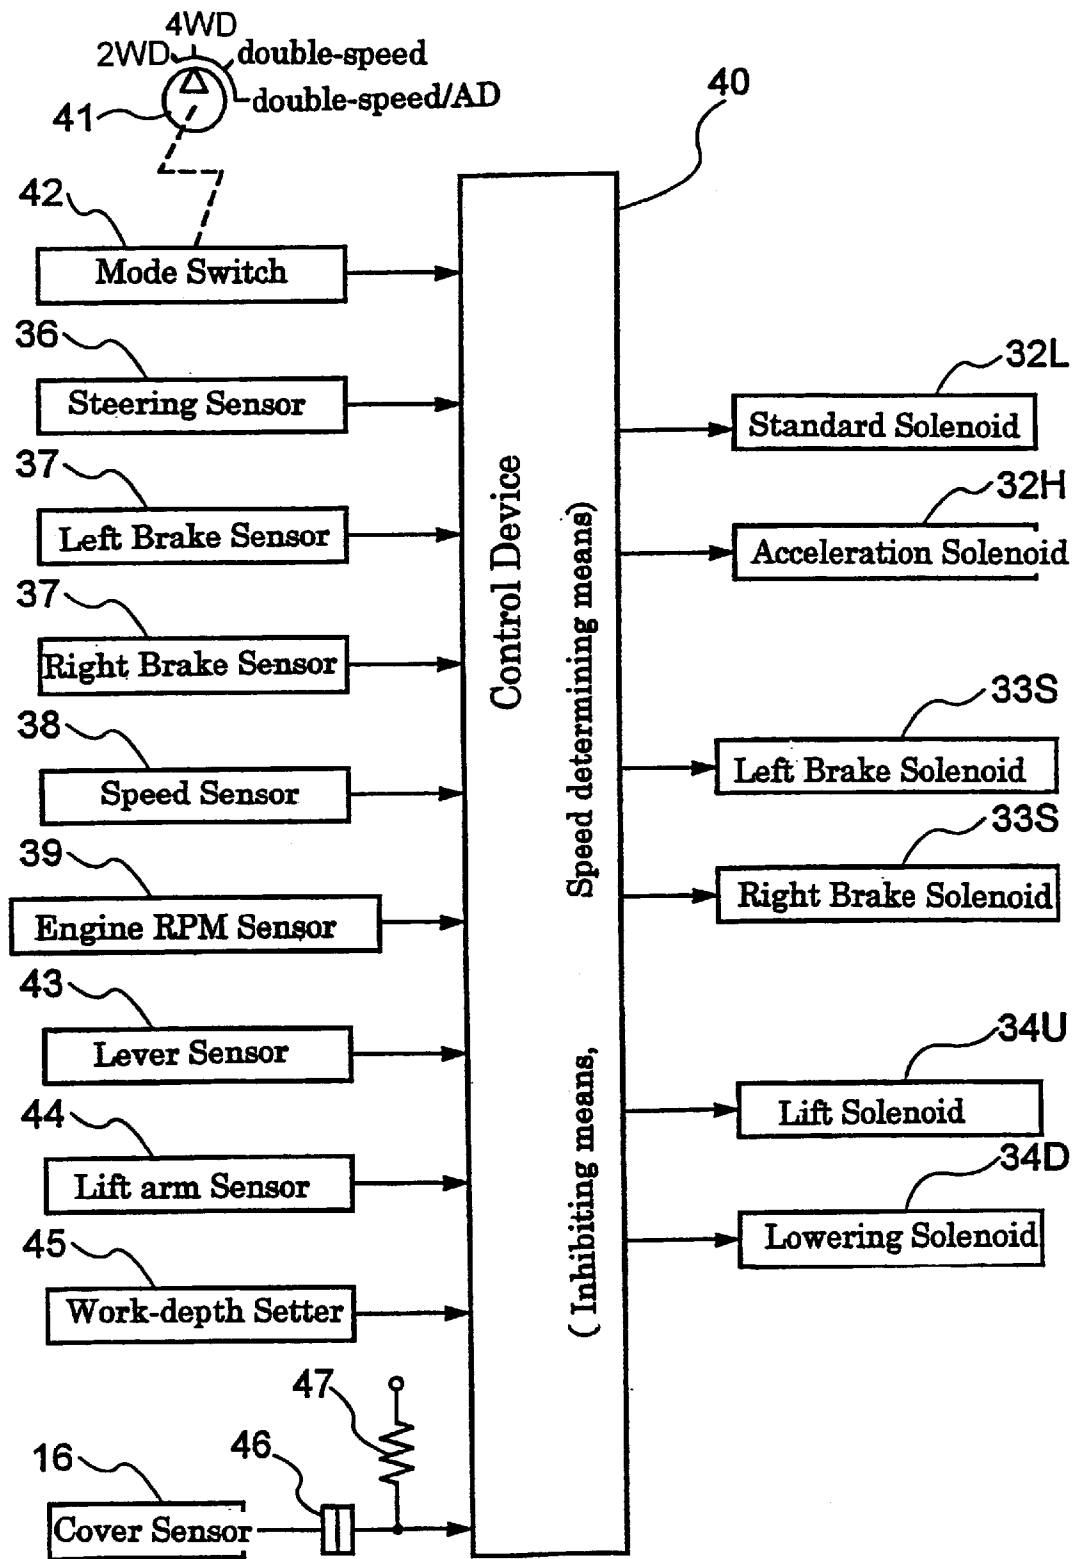 4WD
2WD
double-speed
double-speed/AD
41
40
42
Mode Switch
36
Steering Sensor
37
Left Brake Sensor
37
Right Brake Sensor
38
Speed Sensor
39
Engine RPM Sensor
43
Lever Sensor
44
Lift arm Sensor
45
Work-depth Setter
47
46
16
Cover Sensor
Control Device
( Inhibiting means, Speed determining means)
32L
Standard Solenoid
32H
Acceleration Solenoid
33S
Left Brake Solenoid
33S
Right Brake Solenoid
34U
Lift Solenoid
34D
Lowering Solenoid